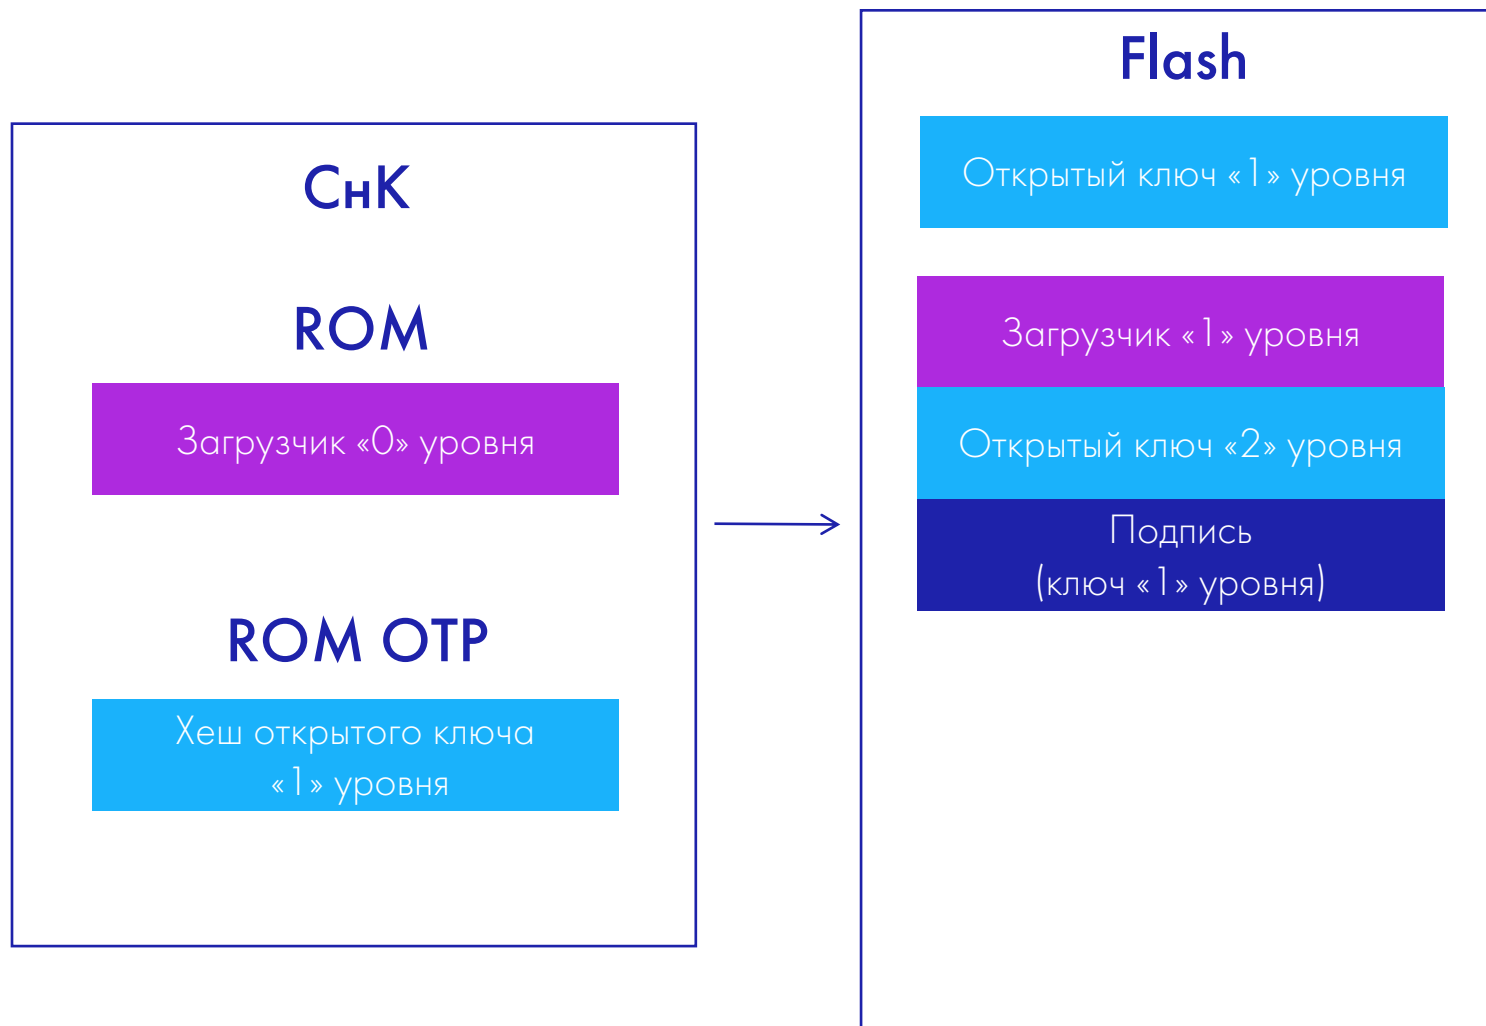 СнК
ROM
Загрузчик «0» уровня
ROM OTP
Хеш открытого ключа
«1» уровня
Flash
Открытый ключ «1» уровня
Загрузчик «1» уровня
Открытый ключ «2» уровня
Подпись
(ключ «1» уровня)